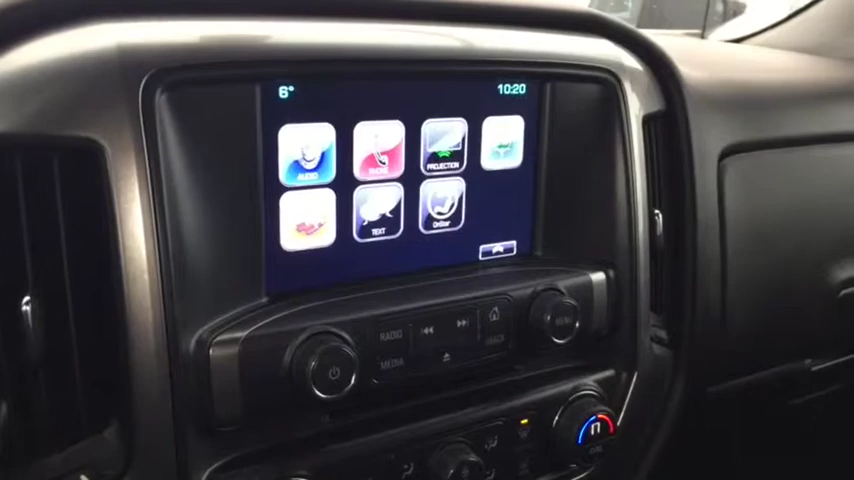 6°
10:20
AUDIO
PHONE
PROJECTION
TEXT
OnStar
RADIO
MEDIA
BACK
MENU